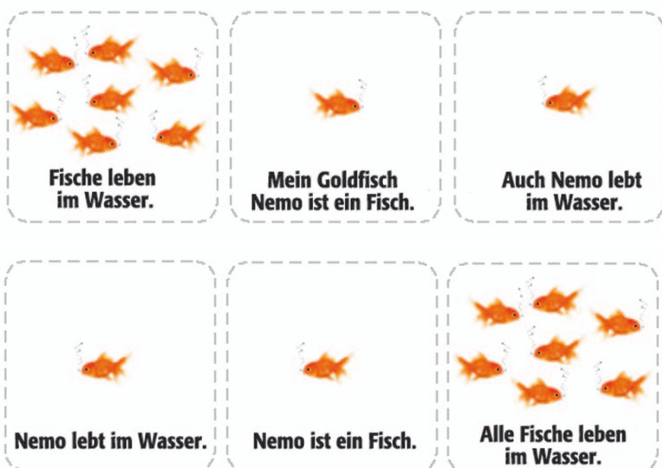 Fische leben
im Wasser.
Mein Goldfisch
Nemo ist ein Fisch.
Auch Nemo lebt
im Wasser.
Nemo lebt im Wasser.
Nemo ist ein Fisch.
Alle Fische leben
im Wasser.